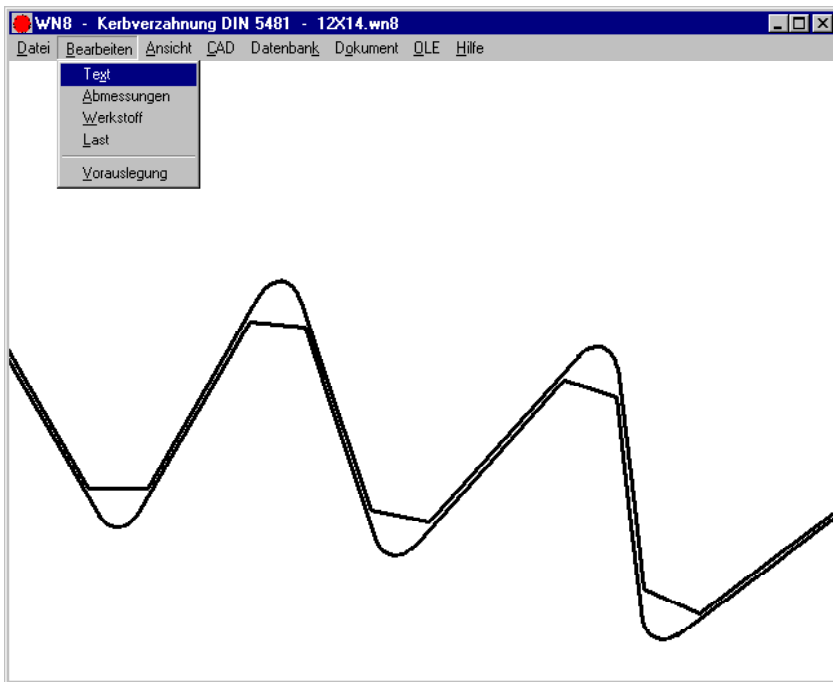 WN8 - Kerbverzahnung DIN 5481 - 12X14.wn8
Datei Bearbeiten Ansicht CAD Datenbank Dokument OLE Hilfe
Text
Abmessungen
Werkstoff
Last
Vorauslegung